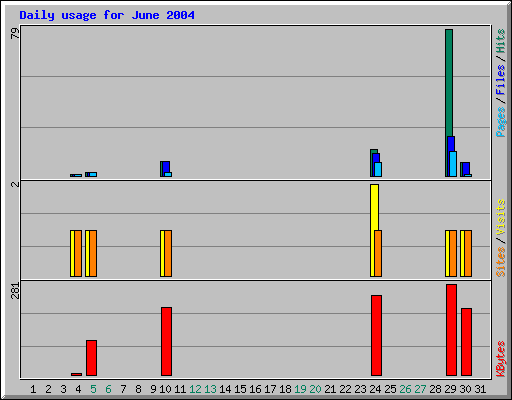 Daily usage for June 2004
79
Pages/Files/Hits
2
Sites/Visits
281
KBytes
1 2 3 4 5 6 7 8 9 10 11 12 13 14 15 16 17 18 19 20 21 22 23 24 25 26 27 28 29 30 31